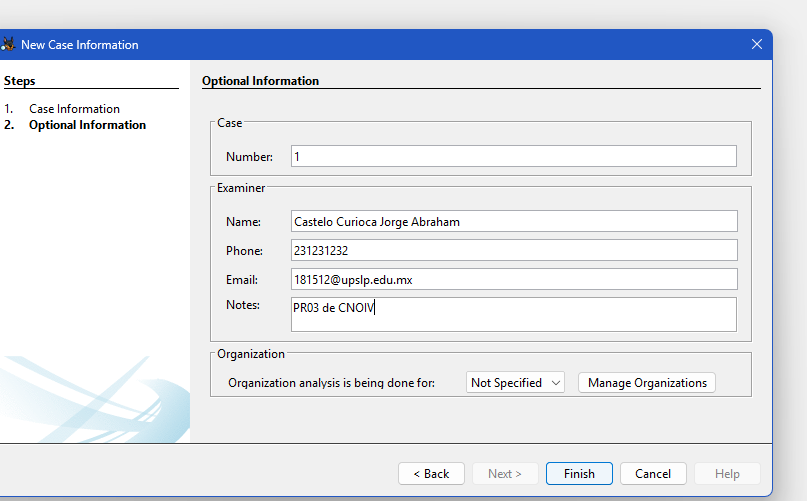 New Case Information
Steps
1. Case Information
2. Optional Information
Optional Information
Case
Number: 1
Examiner
Name: Castelo Curioca Jorge Abraham
Phone: 231231232
Email: 181512@upslp.edu.mx
Notes: PR03 de CNOIV
Organization
Organization analysis is being done for: Not Specified Manage Organizations
< Back Next > Finish Cancel Help